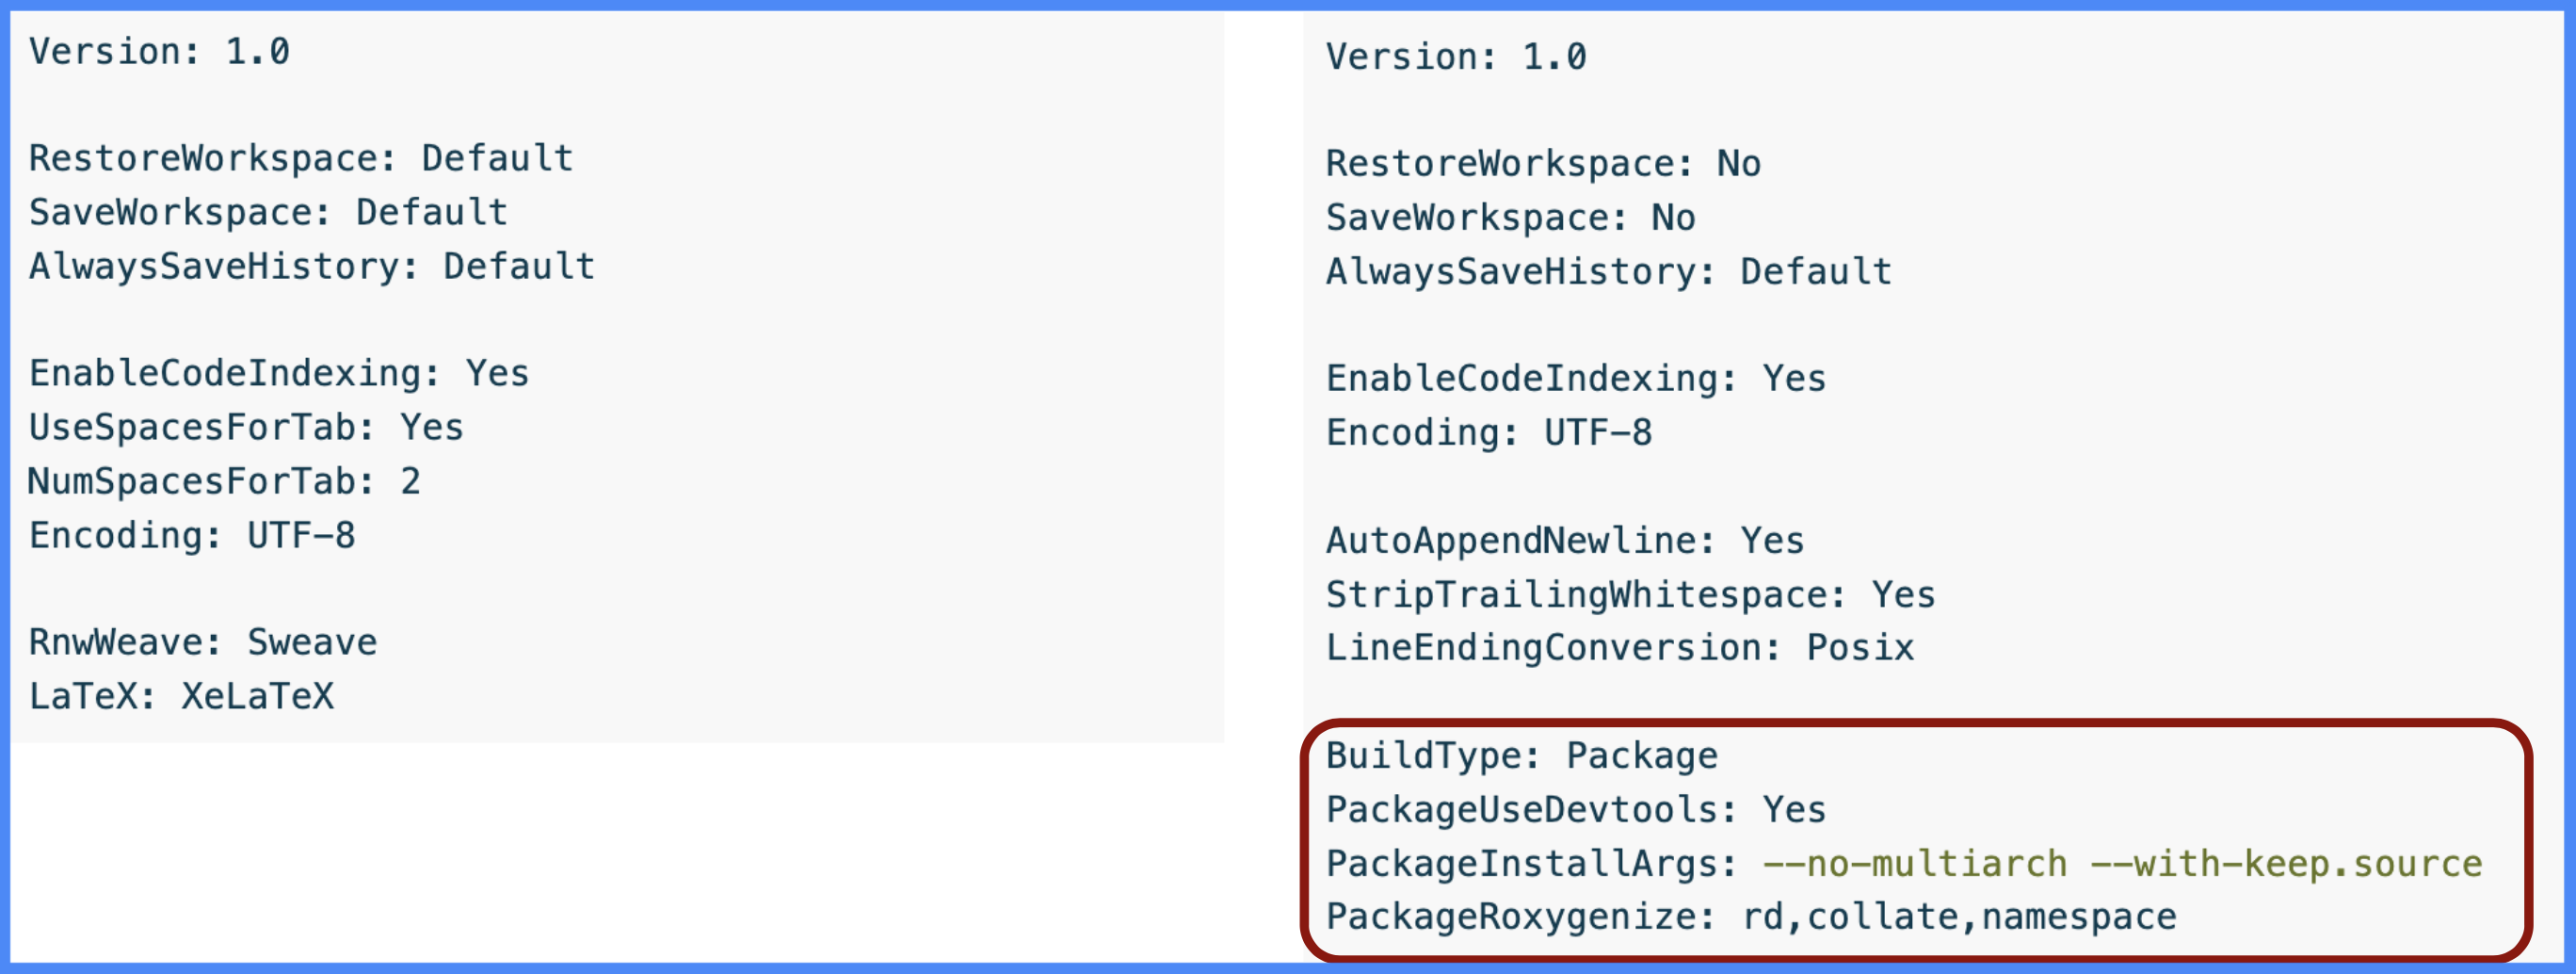 Version: 1.0
RestoreWorkspace: Default
SaveWorkspace: Default
AlwaysSaveHistory: Default
EnableCodeIndexing: Yes
UseSpacesForTab: Yes
NumSpacesForTab: 2
Encoding: UTF-8
RnwWeave: Sweave
LaTeX: XeLaTeX
Version: 1.0
RestoreWorkspace: No
SaveWorkspace: No
AlwaysSaveHistory: Default
EnableCodeIndexing: Yes
Encoding: UTF-8
AutoAppendNewline: Yes
StripTrailingWhitespace: Yes
LineEndingConversion: Posix
BuildType: Package
PackageUseDevtools: Yes
PackageInstallArgs: --no-multiarch --with-keep.source
PackageRoxygenize: rd,collate,namespace